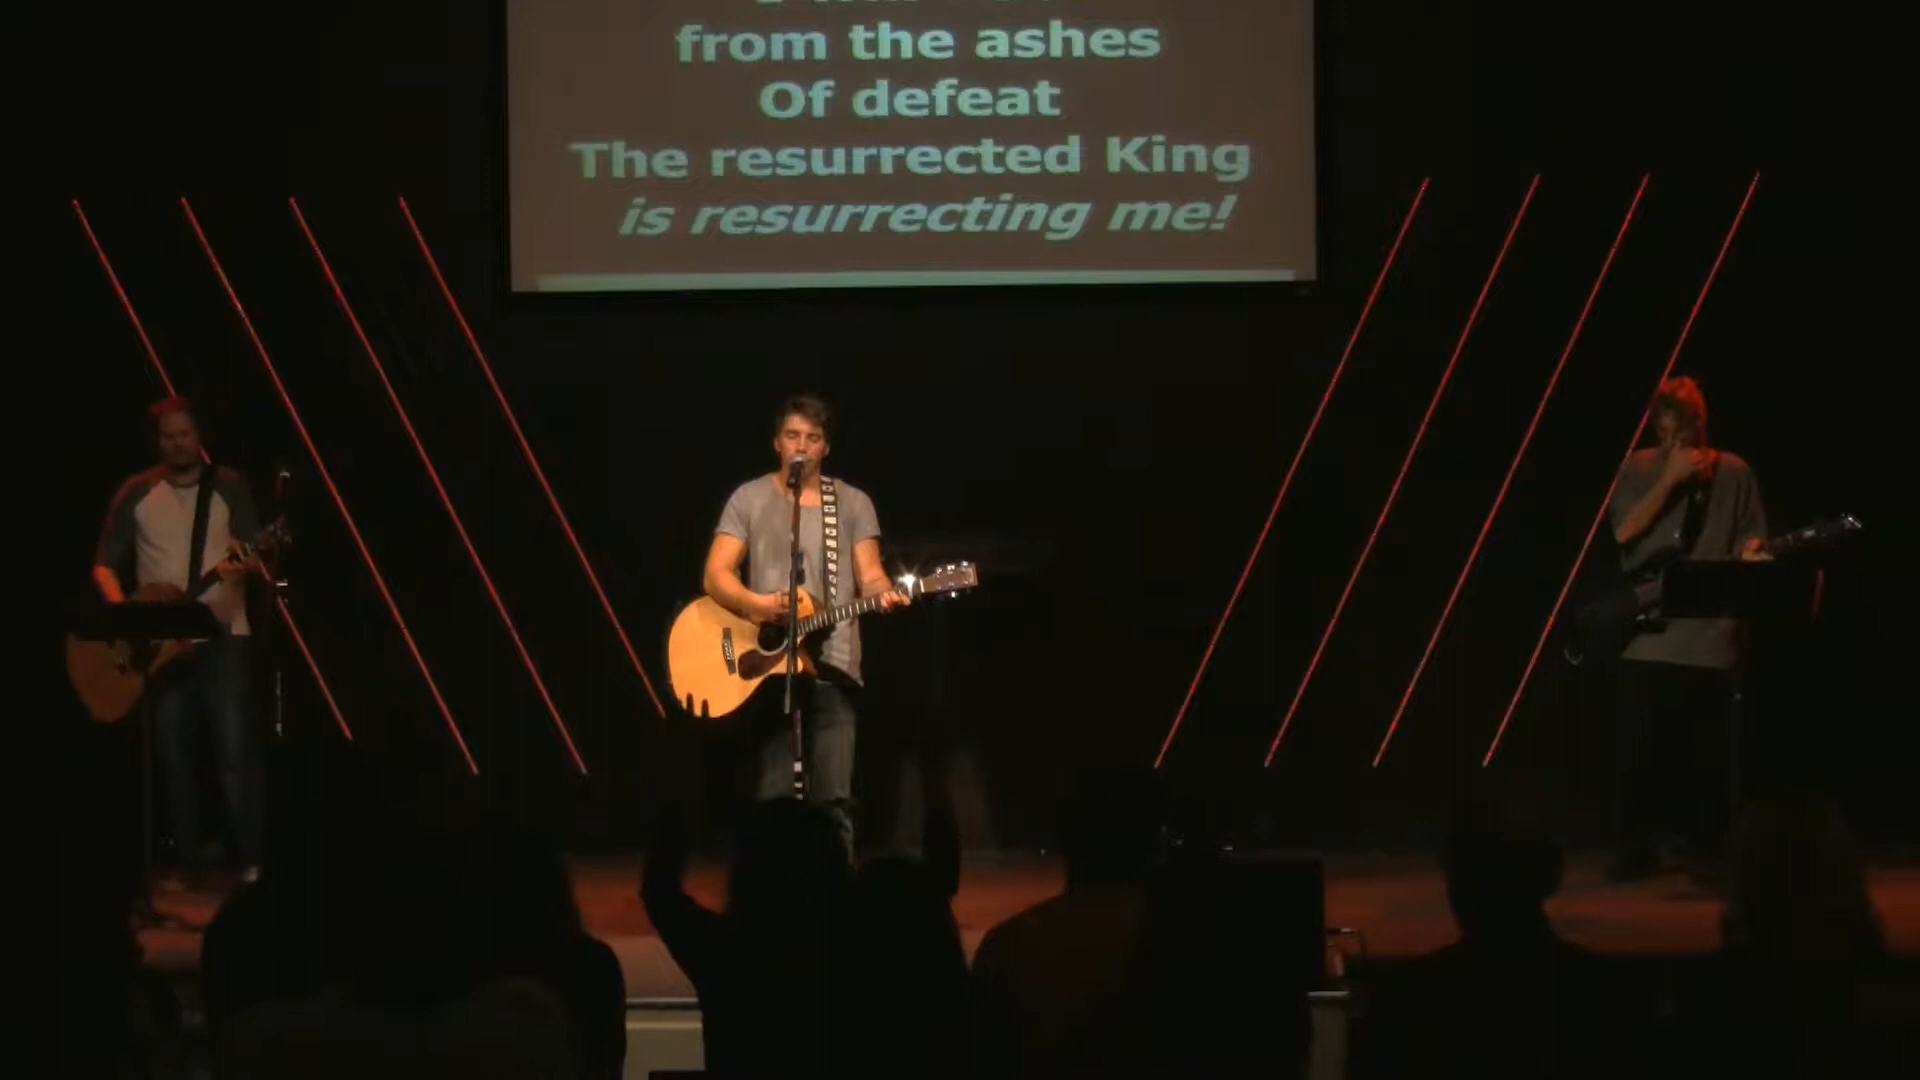 from the ashes
Of defeat
The resurrected King
is resurrecting me!